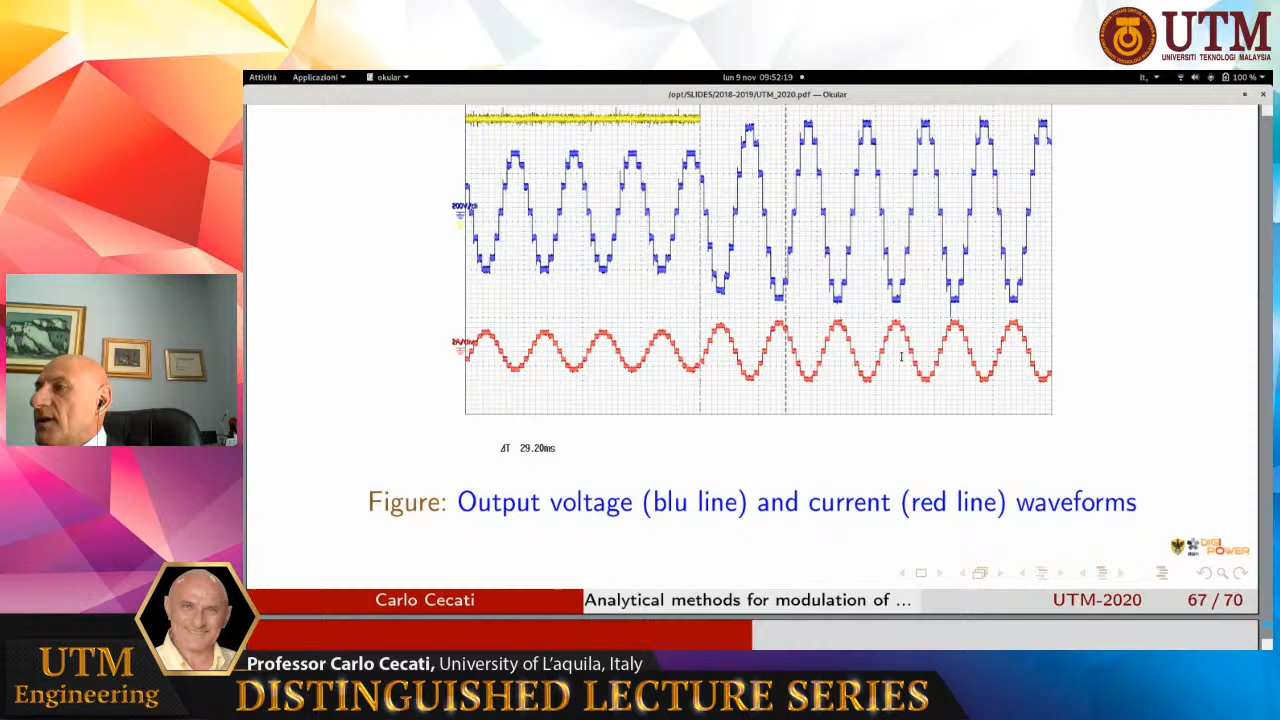 UTM
UNIVERSITI TEKNOLOGI MALAYSIA
Attività Applicazioni okular lun 9 nov 09:52:19 it, 100 %
/opt/SLIDES/2018-2019/UTM_2020.pdf — Okular
ΔT 29.20ms
Figure: Output voltage (blu line) and current (red line) waveforms
DIGI
POWER
Carlo Cecati Analytical methods for modulation of ... UTM-2020 67 / 70
UTM
Engineering
Professor Carlo Cecati, University of L'aquila, Italy
DISTINGUISHED LECTURE SERIES